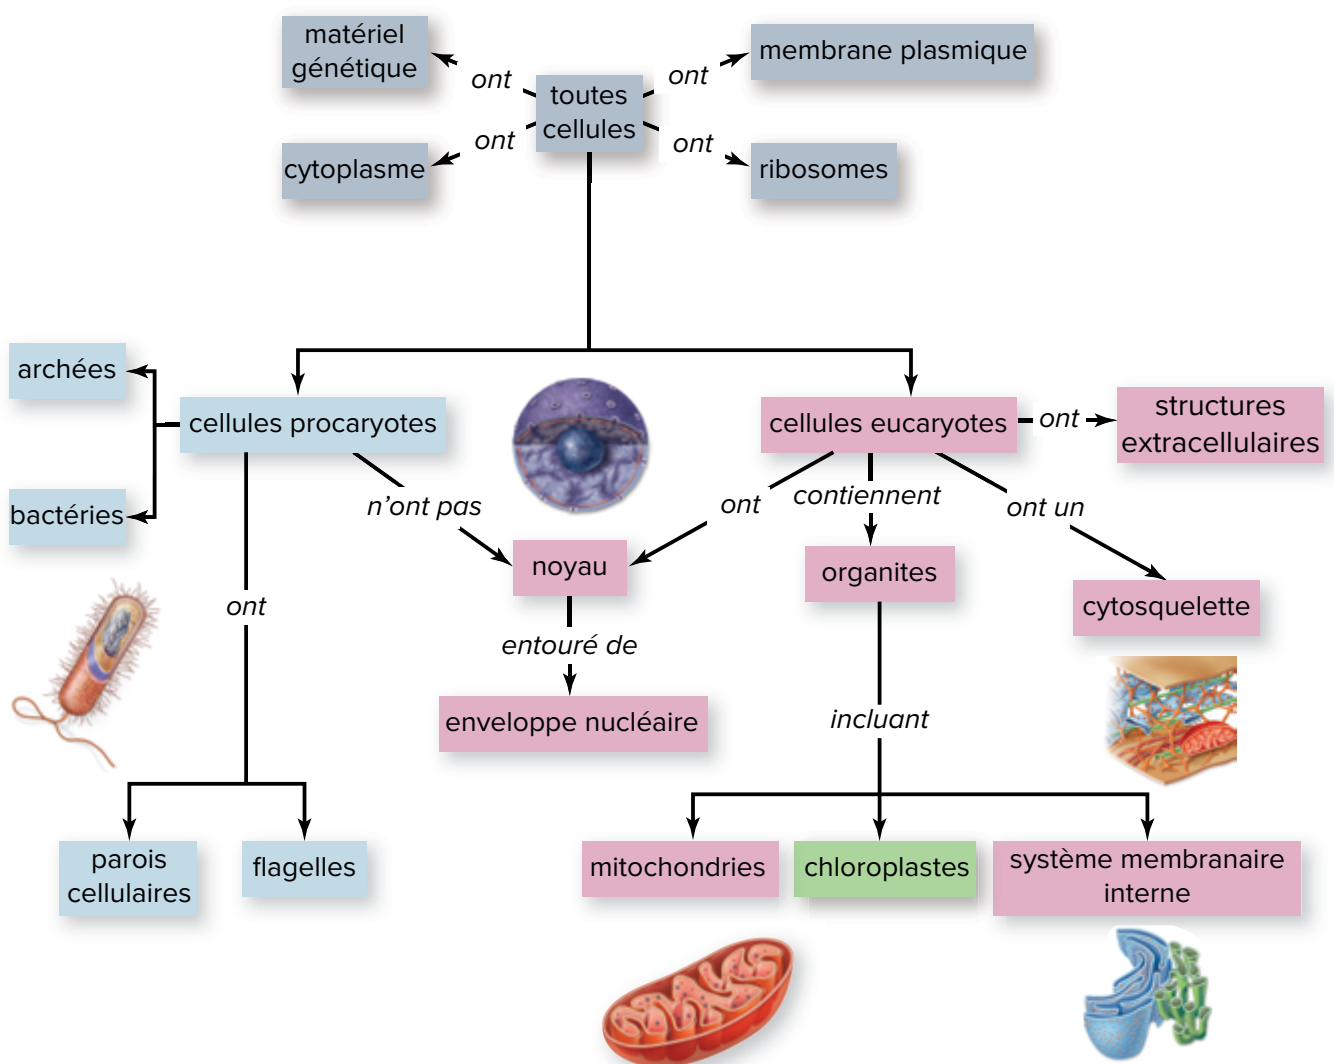 matériel
génétique
ont
ont
membrane plasmique
toutes
cellules
cytoplasme
ont
ont
ribosomes
archées
cellules procaryotes
bactéries
n'ont pas
cellules eucaryotes
ont
structures
extracellulaires
ont
contiennent
ont un
noyau
organites
cytosquelette
ont
entouré de
enveloppe nucléaire
incluant
parois
cellulaires
flagelles
mitochondries
chloroplastes
système membranaire
interne